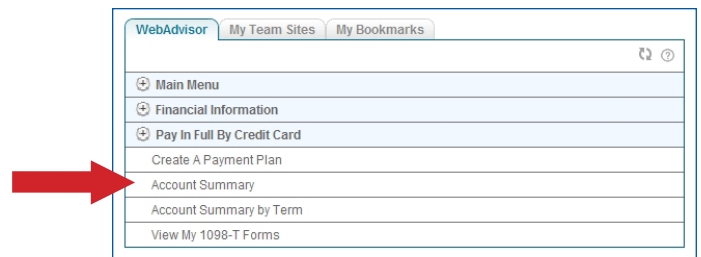 WebAdvisor My Team Sites My Bookmarks
Main Menu
Financial Information
Pay In Full By Credit Card
Create A Payment Plan
Account Summary
Account Summary by Term
View My 1098-T Forms